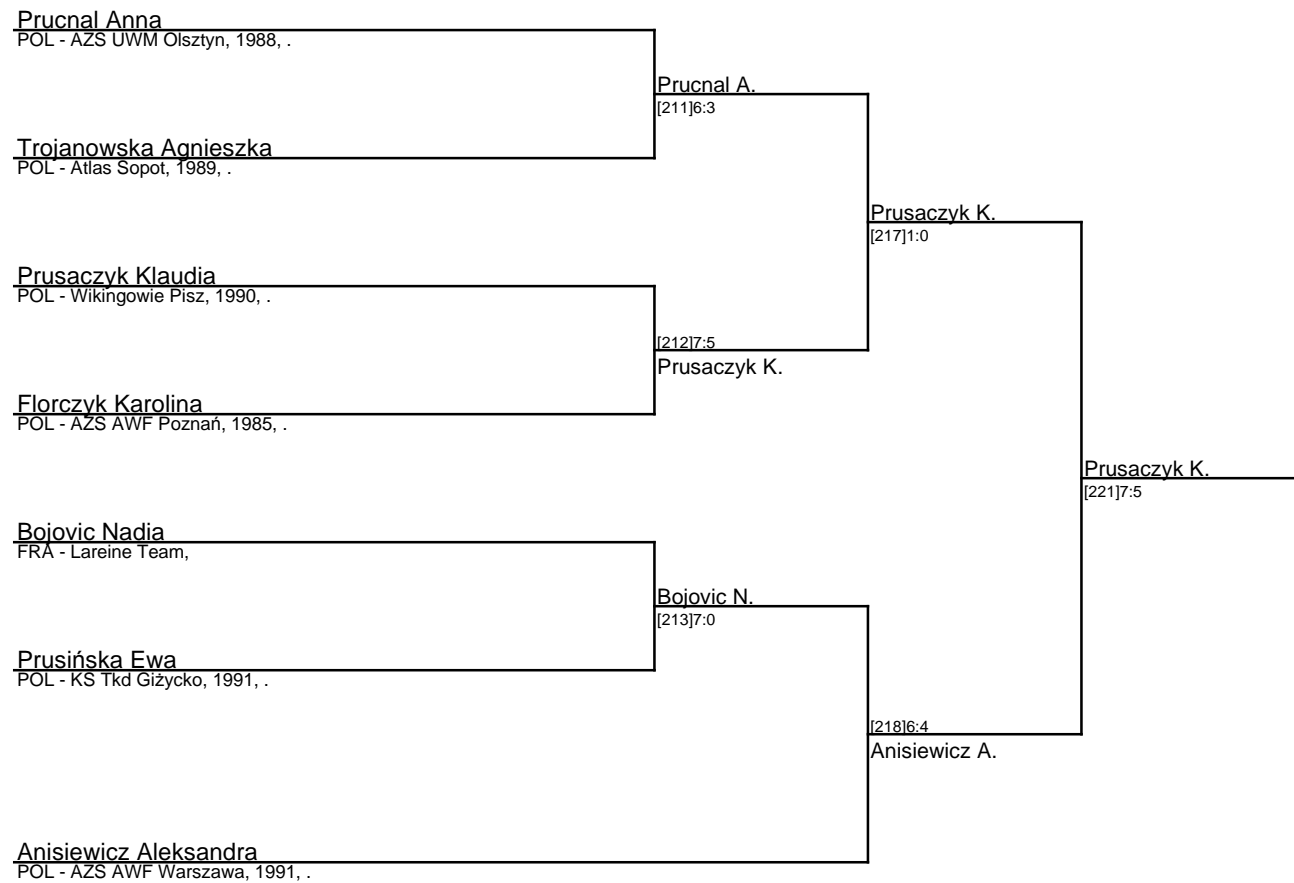 Prucnal Anna
POL - AZS UWM Olsztyn, 1988, .
Prucnal A.
[211]6:3
Trojanowska Agnieszka
POL - Atlas Sopot, 1989, .
Prusaczyk K.
[217]1:0
Prusaczyk Klaudia
POL - Wikingowie Pisz, 1990, .
[212]7:5
Prusaczyk K.
Florczyk Karolina
POL - AZS AWF Poznań, 1985, .
Prusaczyk K.
[221]7:5
Bojovic Nadia
FRA - Lareine Team,
Bojovic N.
[213]7:0
Prusińska Ewa
POL - KS Tkd Giżycko, 1991, .
[218]6:4
Anisiewicz A.
Anisiewicz Aleksandra
POL - AZS AWF Warszawa, 1991, .